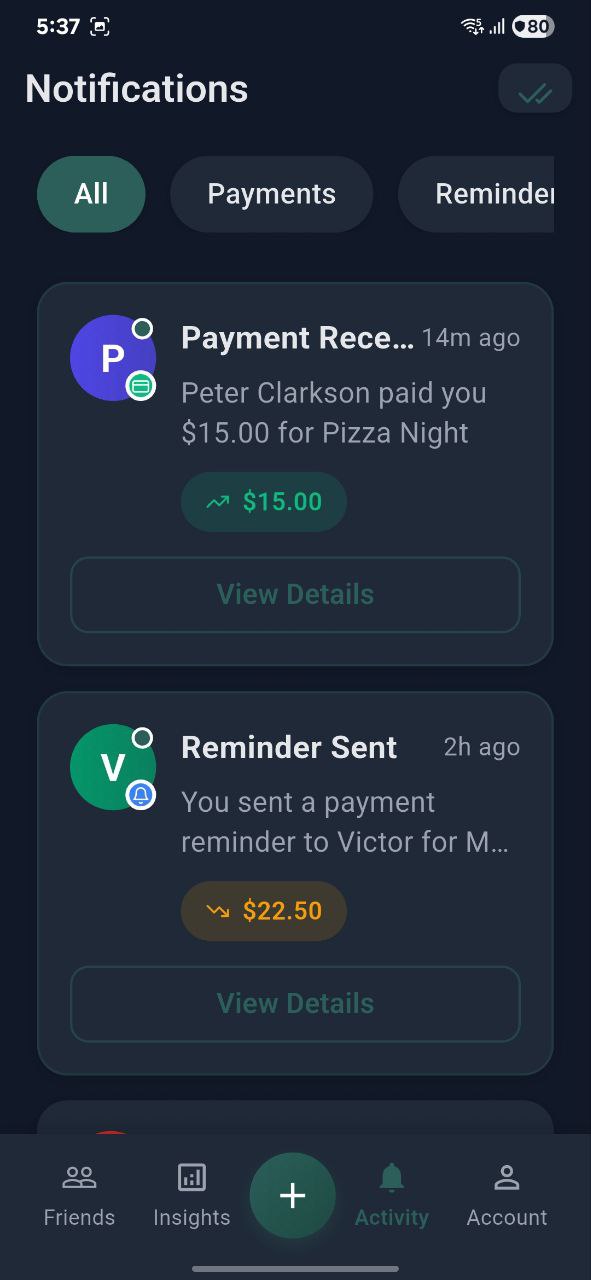 5:37
5
80
Notifications
All
Payments
Reminder
P
Payment Rece... 14m ago
Peter Clarkson paid you
$15.00 for Pizza Night
$15.00
View Details
V
Reminder Sent 2h ago
You sent a payment
reminder to Victor for M...
$22.50
View Details
Friends
Insights
+
Activity
Account